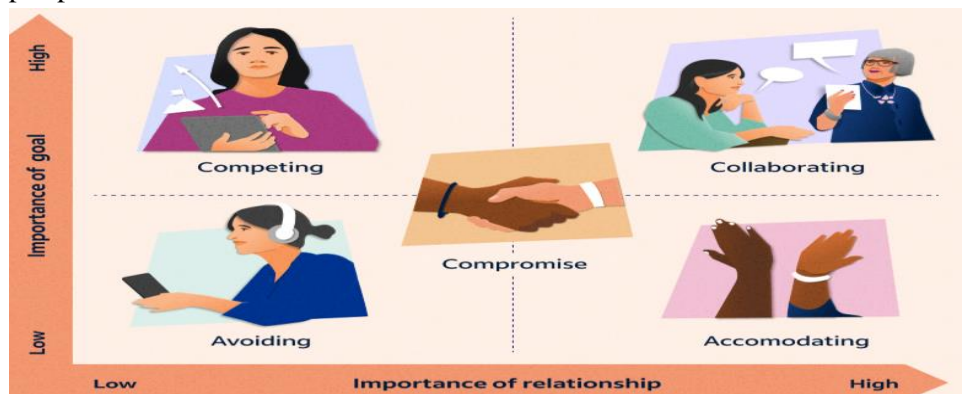 High
Importance of goal
Low
Competing
Collaborating
Compromise
Avoiding
Accomodating
Low
Importance of relationship
High